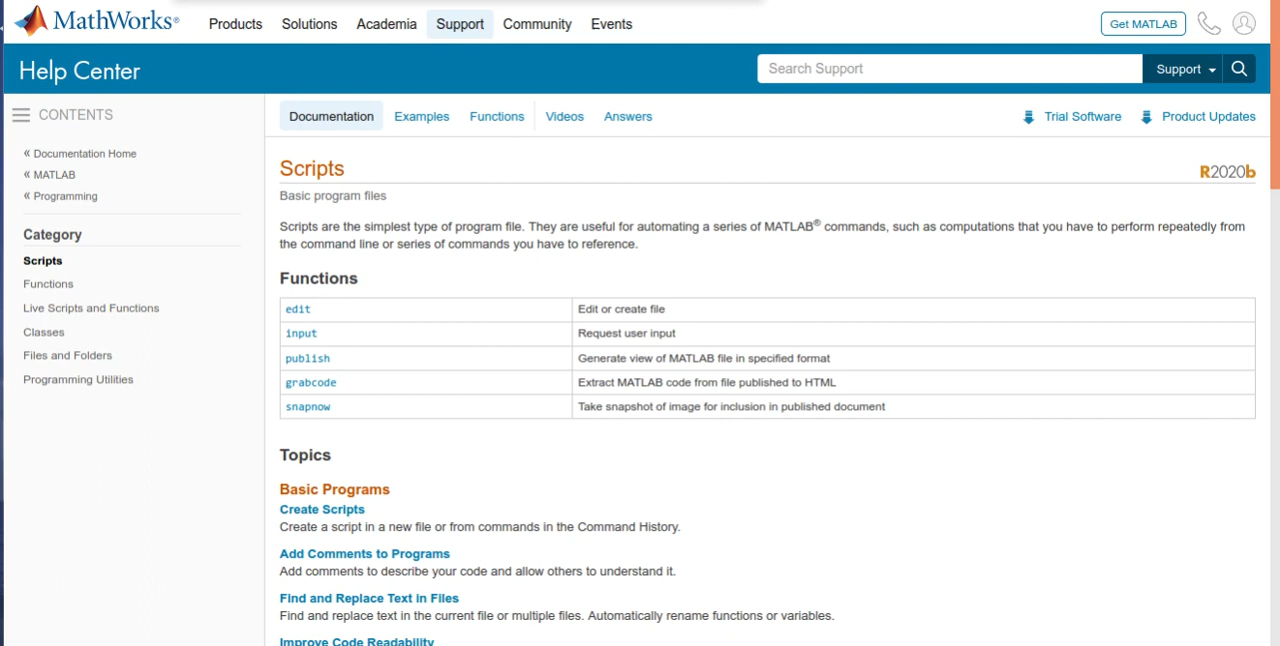 MathWorks®
Products Solutions Academia Support Community Events
Get MATLAB
Help Center
Search Support
Support
CONTENTS
« Documentation Home
« MATLAB
« Programming
Category
Scripts
Functions
Live Scripts and Functions
Classes
Files and Folders
Programming Utilities
Documentation Examples Functions Videos Answers
Trial Software Product Updates
Scripts
R2020b
Basic program files
Scripts are the simplest type of program file. They are useful for automating a series of MATLAB® commands, such as computations that you have to perform repeatedly from
the command line or series of commands you have to reference.
Functions
edit Edit or create file
input Request user input
publish Generate view of MATLAB file in specified format
grabcode Extract MATLAB code from file published to HTML
snapnow Take snapshot of image for inclusion in published document
Topics
Basic Programs
Create Scripts
Create a script in a new file or from commands in the Command History.
Add Comments to Programs
Add comments to describe your code and allow others to understand it.
Find and Replace Text in Files
Find and replace text in the current file or multiple files. Automatically rename functions or variables.
Improve Code Readability